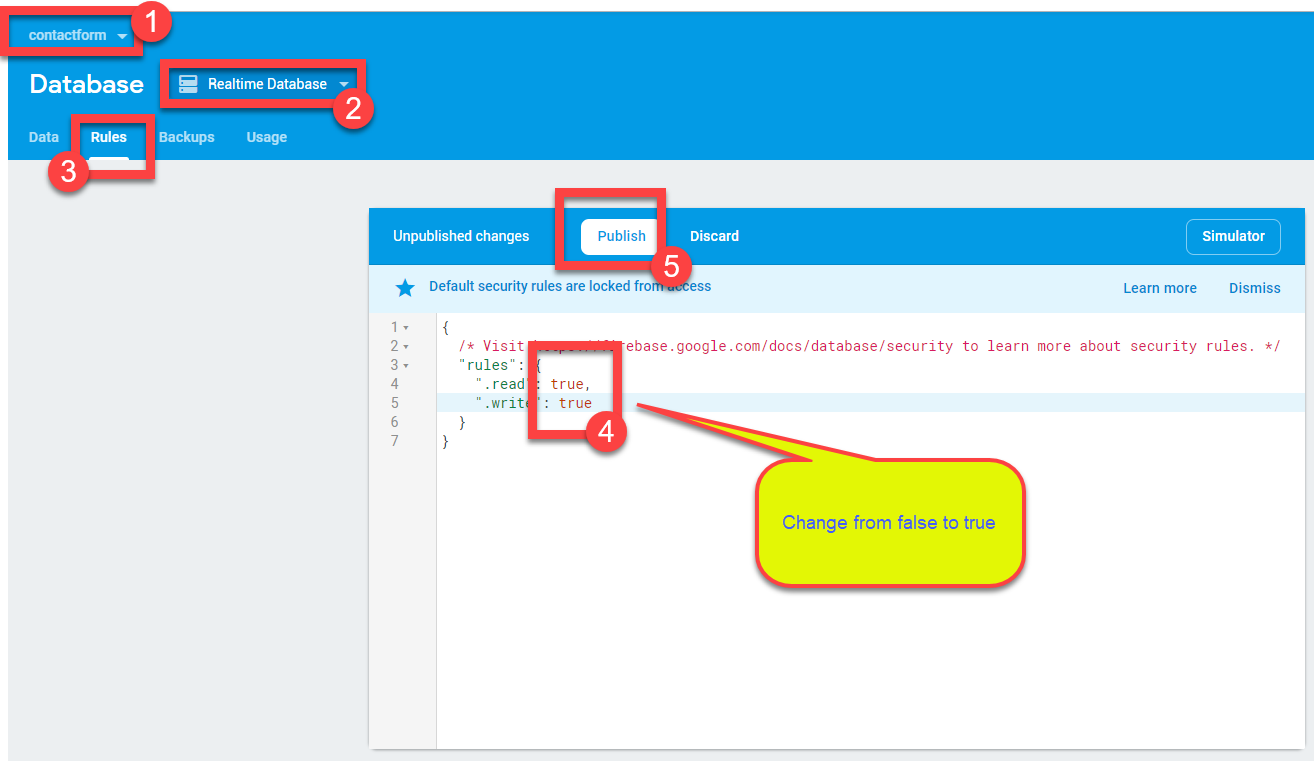 contactform
1
Database
Realtime Database
2
Data Rules Backups Usage
3
Unpublished changes Publish Discard Simulator
5
Default security rules are locked from access Learn more Dismiss
1 {
2 /* Visit https://firebase.google.com/docs/database/security to learn more about security rules. */
3 "rules": {
4 ".read": true,
5 ".write": true
6 }
7 }
4
Change from false to true